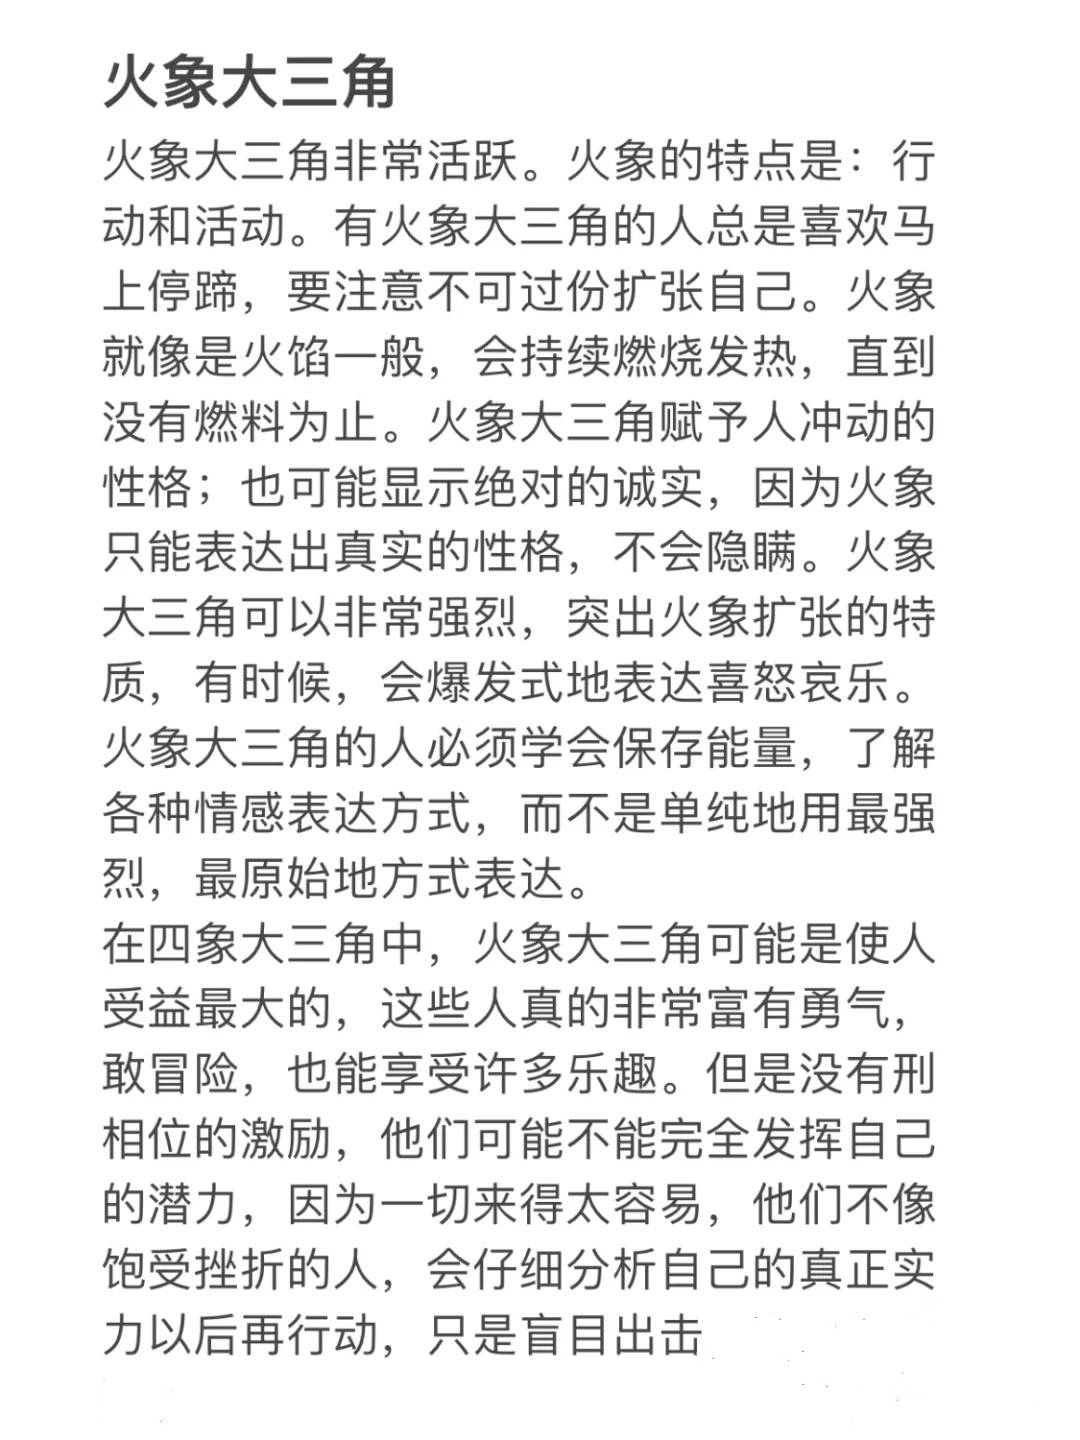 火象大三角
火象大三角非常活跃。火象的特点是：行
动和活动。有火象大三角的人总是喜欢马
上停蹄，要注意不可过份扩张自己。火象
就像是火馅一般，会持续燃烧发热，直到
没有燃料为止。火象大三角赋予人冲动的
性格；也可能显示绝对的诚实，因为火象
只能表达出真实的性格，不会隐瞒。火象
大三角可以非常强烈，突出火象扩张的特
质，有时候，会爆发式地表达喜怒哀乐。
火象大三角的人必须学会保存能量，了解
各种情感表达方式，而不是单纯地用最强
烈，最原始地方式表达。
在四象大三角中，火象大三角可能是使人
受益最大的，这些人真的非常富有勇气，
敢冒险，也能享受许多乐趣。但是没有刑
相位的激励，他们可能不能完全发挥自己
的潜力，因为一切来得太容易，他们不像
饱受挫折的人，会仔细分析自己的真正实
力以后再行动，只是盲目出击